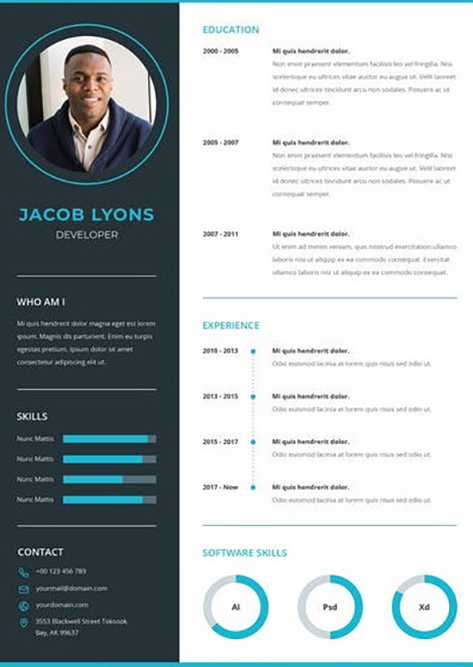 JACOB LYONS
DEVELOPER
WHO AM I
Mi quis hendrerit dolor magna eget est lorem
ipsum. Magnis dis parturient. Enim eu turpis
egestas pretium. Ipsum dolor sit amet
consectetur adipiscing elit ut.
SKILLS
Nunc Mattis
Nunc Mattis
Nunc Mattis
Nunc Mattis
CONTACT
+00 123 456 789
yourmail@domain.com
yourdomain.com
3553 Blackwell Street Toksook
Bay, AK 99637
EDUCATION
2000 - 2005
Mi quis hendrerit dolor.
Non enim praesent elementum facilisis leo vel fringilla. Nisi
scelerisque eu ultrices vitae auctor eu augue ut. Velit laoreet
id donec ultrices tincidunt arcu non sodales. Posuere ac ut
consequat semper.
2005 - 2007
Mi quis hendrerit dolor.
Non enim praesent elementum facilisis leo vel fringilla. Nisi
scelerisque eu ultrices vitae auctor eu augue ut. Velit laoreet
id donec ultrices tincidunt arcu non sodales. Posuere ac ut
consequat semper.
2007 - 2011
Mi quis hendrerit dolor.
Ut enim ad minim veniam, quis nostrud exercitation ullamco
laboris nisi ut aliquip ex ea commodo consequat. Exercitat
ullamco laboris nisi ut aliquip ex ea commodo consequat.
EXPERIENCE
2010 - 2013
Mi quis hendrerit dolor.
Odio euismod lacinia at lorem quis risus sed odio ut.
2013 - 2015
Mi quis hendrerit dolor.
Odio euismod lacinia at lorem quis risus sed odio ut.
2015 - 2017
Mi quis hendrerit dolor.
Odio euismod lacinia at lorem quis risus sed odio ut.
2017 - Now
Mi quis hendrerit dolor.
Odio euismod lacinia at lorem quis risus sed odio ut.
SOFTWARE SKILLS
Ai
Psd
Xd